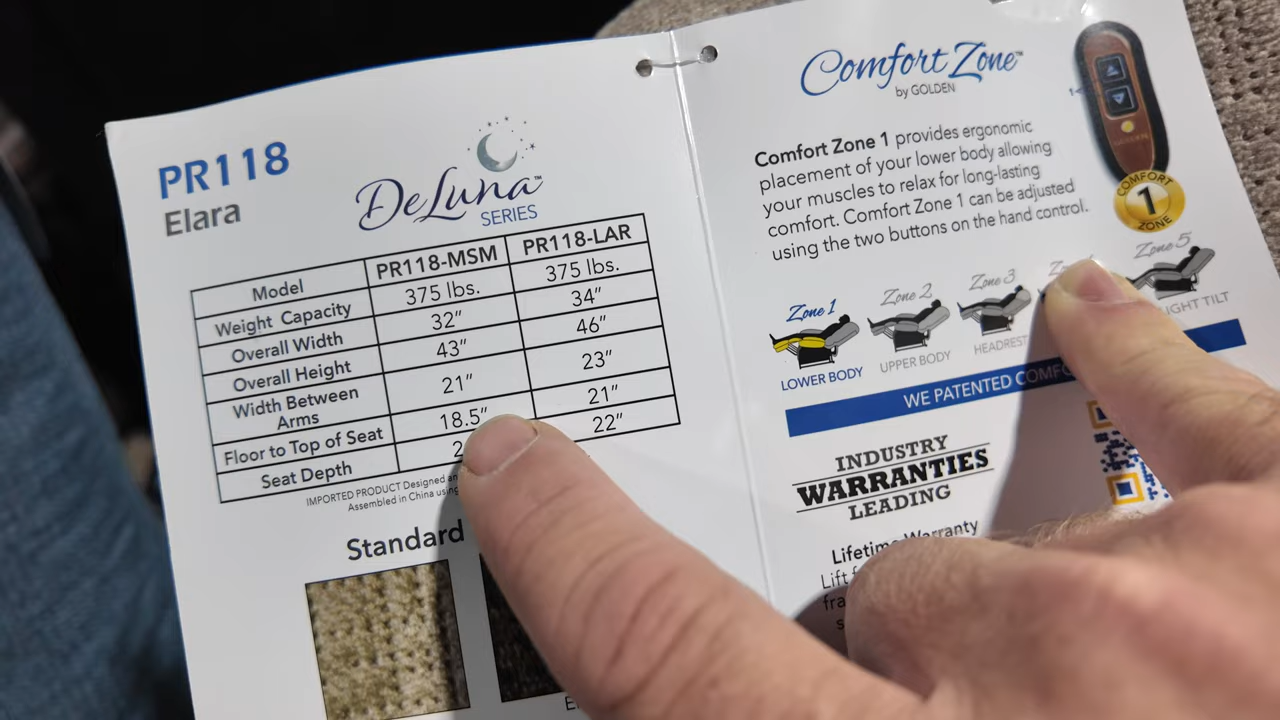 PR118
Elara
DeLuna™
SERIES
Model PR118-MSM PR118-LAR
Weight Capacity 375 lbs. 375 lbs.
Overall Width 32" 34"
Overall Height 43" 46"
Width Between Arms 21" 23"
Floor to Top of Seat 18.5" 21"
Seat Depth 22"
IMPORTED PRODUCT Designed
Assembled in China using
Standard
Comfort Zone™
by GOLDEN
Comfort Zone 1 provides ergonomic
placement of your lower body allowing
your muscles to relax for long-lasting
comfort. Comfort Zone 1 can be adjusted
using the two buttons on the hand control.
COMFORT
1
ZONE
Zone 1 Zone 2 Zone 3 Zone 5
LOWER BODY UPPER BODY HEADREST TILT
WE PATENTED
INDUSTRY
WARRANTIES
LEADING
Lifetime Warranty
Lift